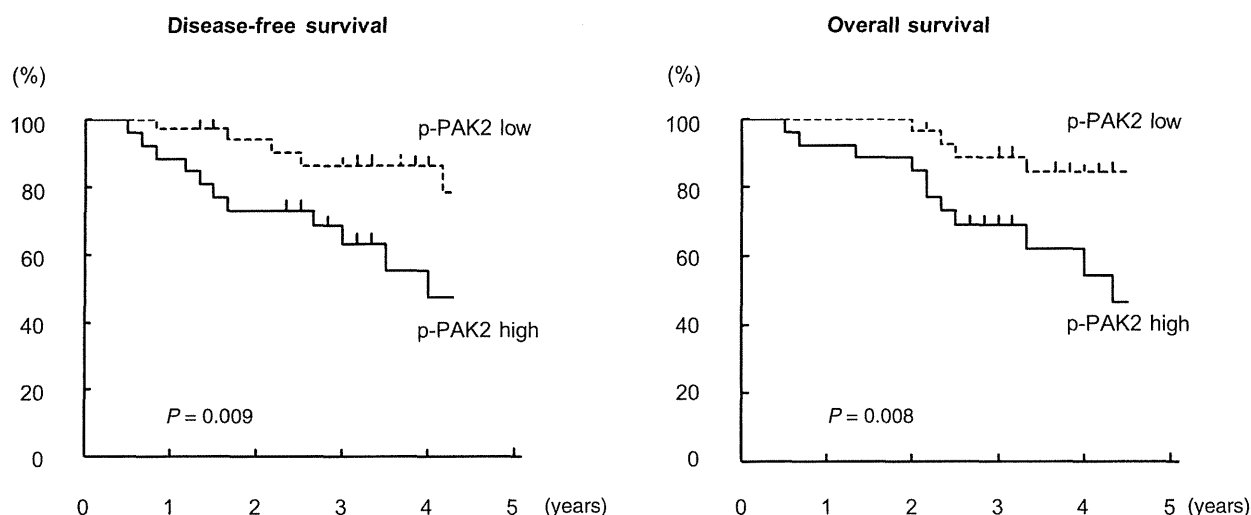 Disease-free survival
(%)
100
80
60
40
20
0
p-PAK2 low
p-PAK2 high
P = 0.009
0 1 2 3 4 5 (years)
Overall survival
(%)
100
80
60
40
20
0
p-PAK2 low
p-PAK2 high
P = 0.008
0 1 2 3 4 5 (years)